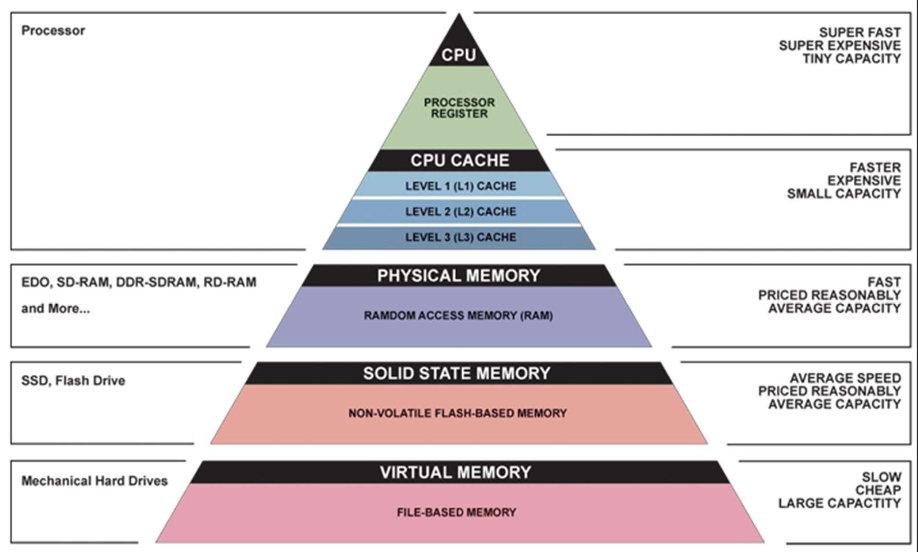 Processor
CPU
SUPER FAST
SUPER EXPENSIVE
TINY CAPACITY
PROCESSOR
REGISTER
CPU CACHE
LEVEL 1 (L1) CACHE
LEVEL 2 (L2) CACHE
LEVEL 3 (L3) CACHE
FASTER
EXPENSIVE
SMALL CAPACITY
EDO, SD-RAM, DDR-SDRAM, RD-RAM
and More...
PHYSICAL MEMORY
RAMDOM ACCESS MEMORY (RAM)
FAST
PRICED REASONABLY
AVERAGE CAPACITY
SSD, Flash Drive
SOLID STATE MEMORY
NON-VOLATILE FLASH-BASED MEMORY
AVERAGE SPEED
PRICED REASONABLY
AVERAGE CAPACITY
Mechanical Hard Drives
VIRTUAL MEMORY
FILE-BASED MEMORY
SLOW
CHEAP
LARGE CAPACTITY